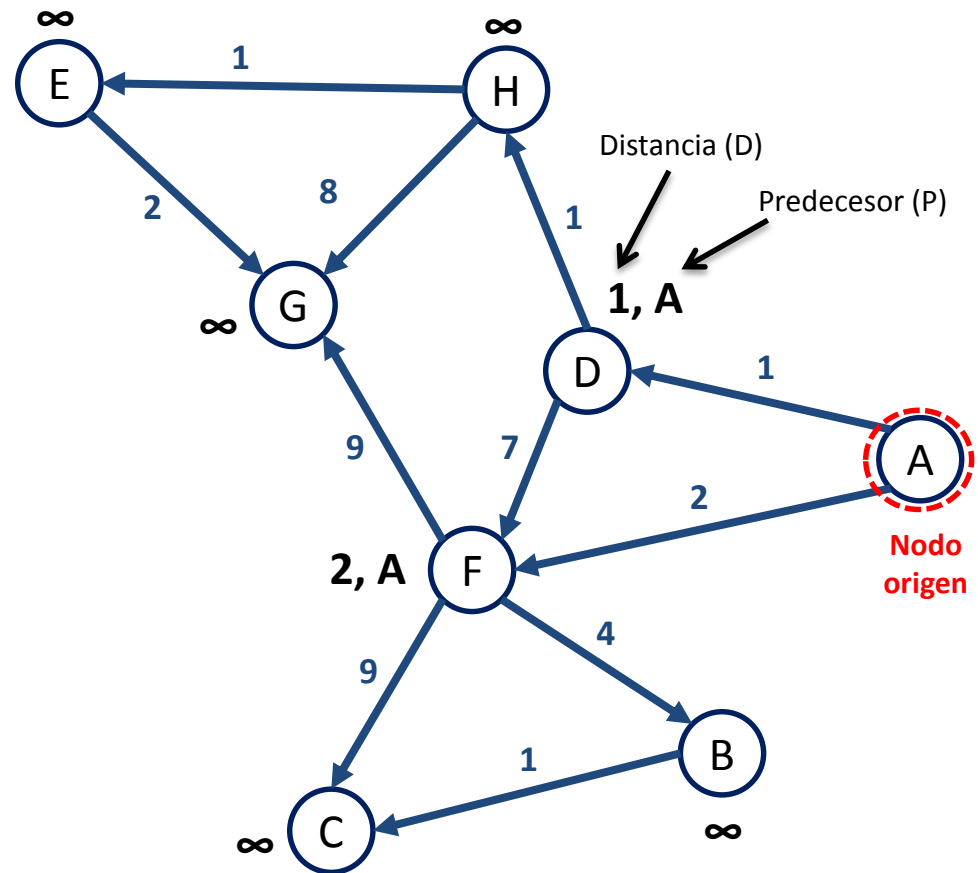 ∞
∞
E
1
H
Distancia (D)
2
8
1
Predecesor (P)
1, A
G
∞
D
1
9
7
A
2
Nodo
origen
2, A
F
9
4
1
B
C
∞
∞